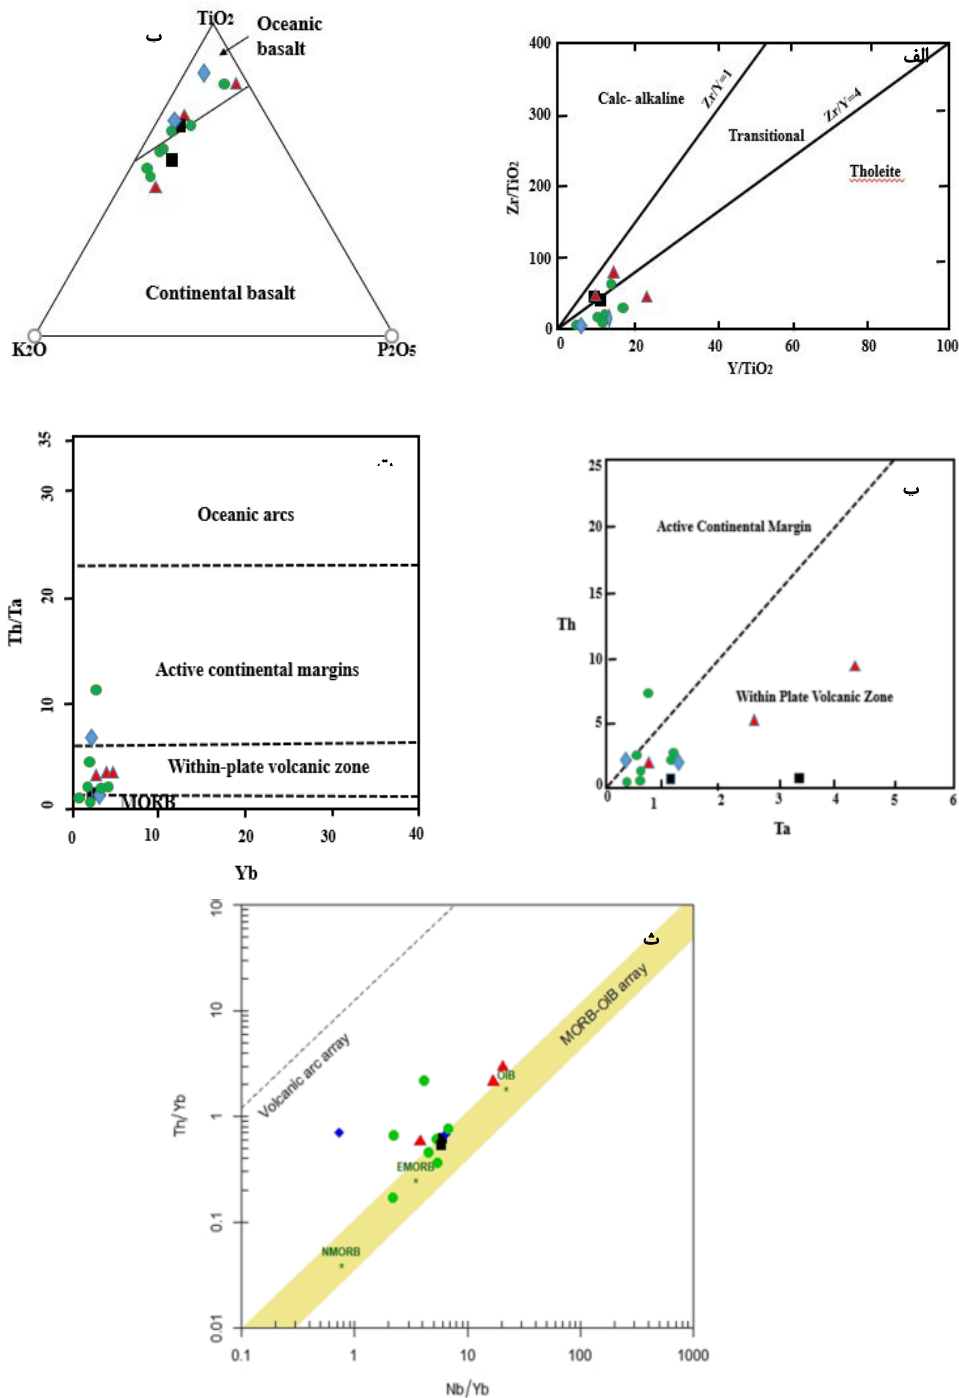 ب
TiO2
Oceanic
basalt
Continental basalt
K2O
P2O5
الف
400
300
200
100
0
Zr/TiO2
Calc- alkaline
Zr/Y=1
Transitional
Zr/Y=4
Tholeite
0
20
40
60
80
100
Y/TiO2
ت
35
30
20
10
0
Th/Ta
Oceanic arcs
Active continental margins
Within-plate volcanic zone
MORB
0
10
20
30
40
Yb
پ
25
20
15
10
5
0
Th
Active Continental Margin
Within Plate Volcanic Zone
0
1
2
3
4
5
6
Ta
ث
10
1
0.1
0.01
Th/Yb
Volcanic arc array
MORB-OIB array
OIB
EMORB
NMORB
0.1
1
10
100
1000
Nb/Yb